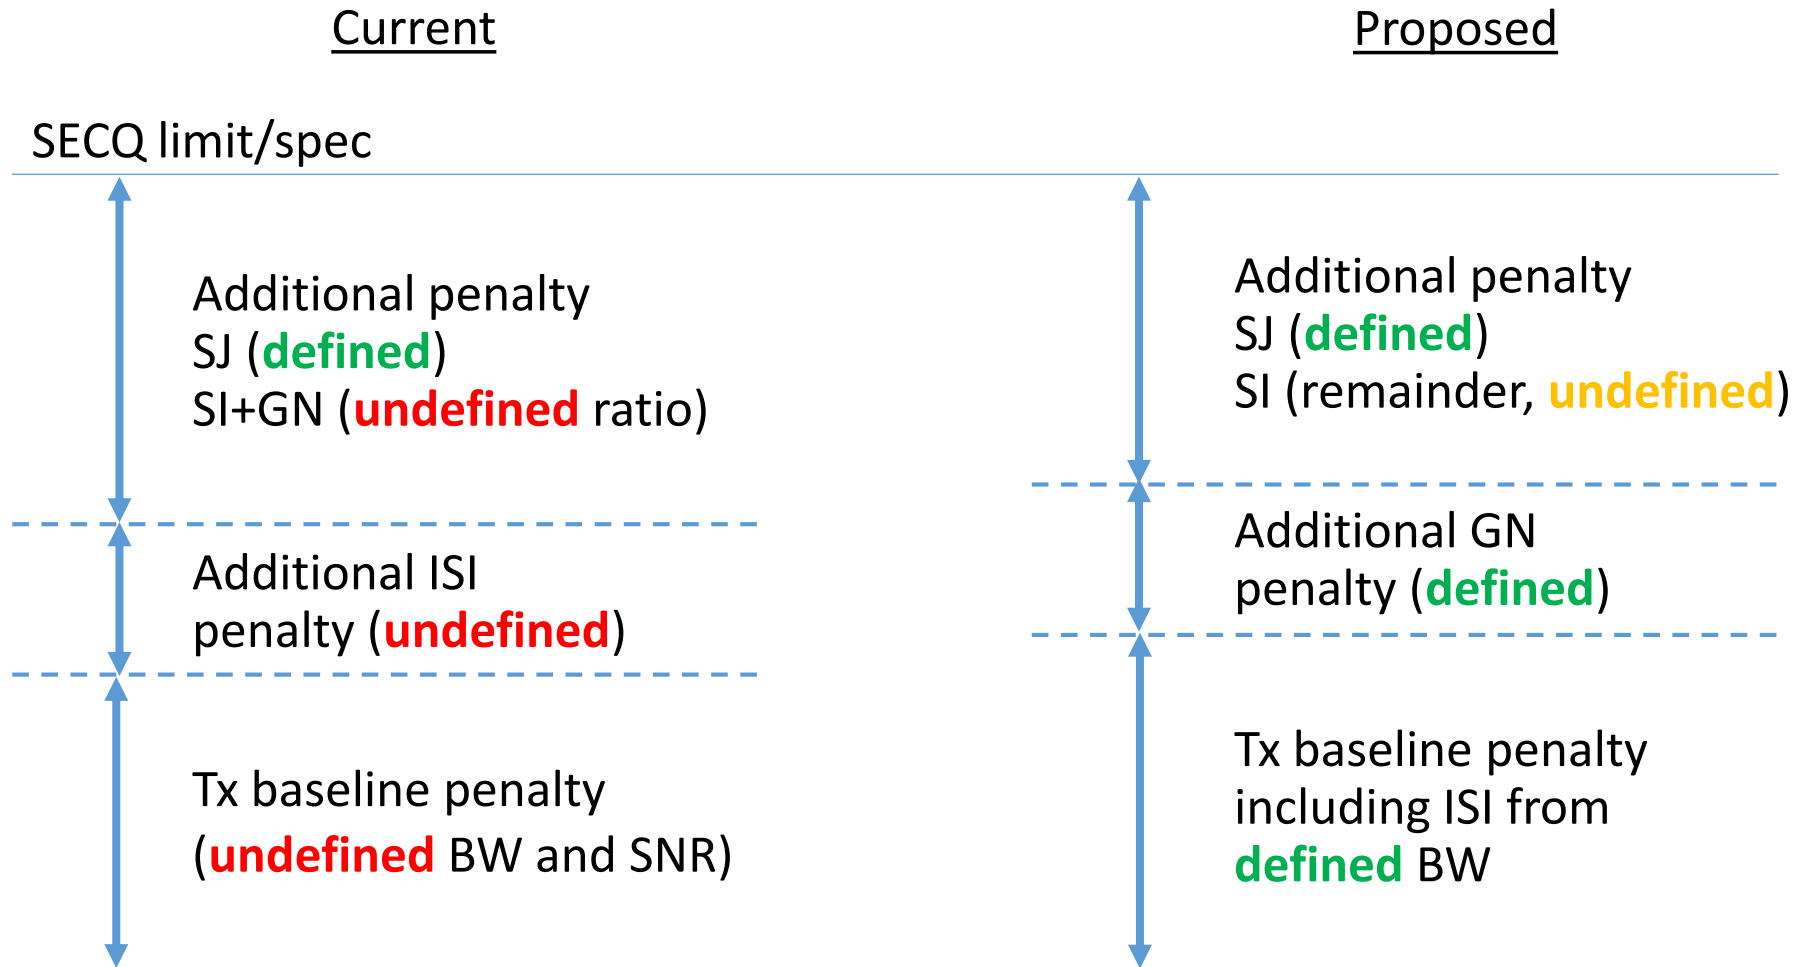 Current
Proposed
SECQ limit/spec
Additional penalty
SJ (defined)
SI+GN (undefined ratio)
Additional ISI
penalty (undefined)
Tx baseline penalty
(undefined BW and SNR)
Additional penalty
SJ (defined)
SI (remainder, undefined)
Additional GN
penalty (defined)
Tx baseline penalty
including ISI from
defined BW